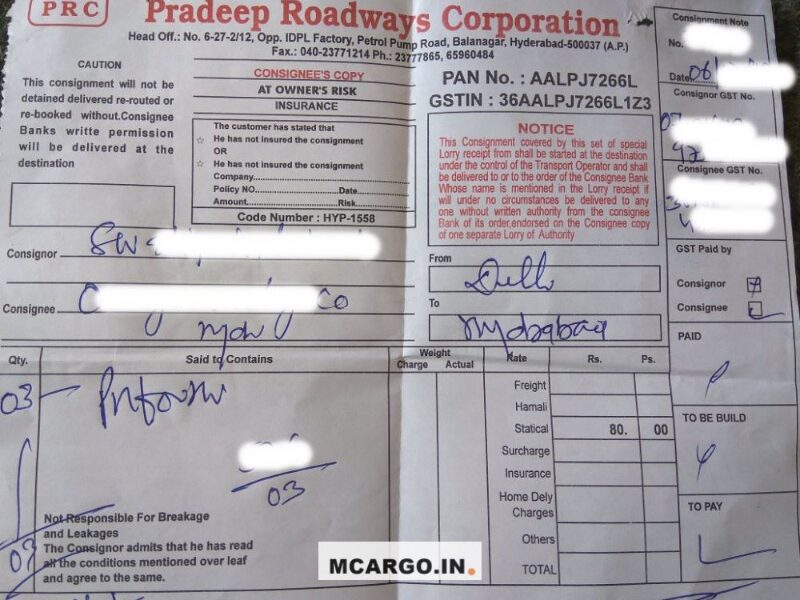 PRC
Pradeep Roadways Corporation
Head Off.: No. 6-27-2/12, Opp. IDPL Factory, Petrol Pump Road, Balanagar, Hyderabad-500037 (A.P.)
Fax.: 040-23771214 Ph.: 23777865, 65960484
CAUTION
This consignment will not be
detained delivered re-routed or
re-booked without.Consignee
Banks writte permission
will be delivered at the
destination
CONSIGNEE'S COPY
AT OWNER'S RISK
INSURANCE
The customer has stated that
☆ He has not insured the consignment
OR
☆ He has not insured the consignment
Company
Policy NO. Date
Amount. Risk
Code Number : HYP-1558
PAN No. : AALPJ7266L
GSTIN : 36AALPJ7266L1Z3
NOTICE
This Consignment covered by this set of special
Lorry receipt from shall be started at the destination
under the control of the Transport Operator and shall
be delivered to or to the order of the Consignee Bank
Whose name is mentioned in the Lorry receipt if
will under no circumstances be delivered to any
one without written authority from the consignee
Bank of its order,endorsed on the Consignee copy
of one separate Lorry of Authority
Consignment Note
No.
Date 06
Consignor GST No.
Consignee GST No.
GST Paid by
Consignor
Consignee
PAID
TO BE BUILD
TO PAY
Consignor
Consignee Co
From
Delhi
To
Qty. Said to Contains Weight Rate Rs. Ps.
Charge Actual
03
03
Freight
Hamali
Statical 80. 00
Surcharge
Insurance
Home Dely
Charges
Others
TOTAL
Not Responsible For Breakage
and Leakages
The Consignor admits that he has read
all the conditions mentioned over leaf
and agree to the same.
03
MCARGO.IN.